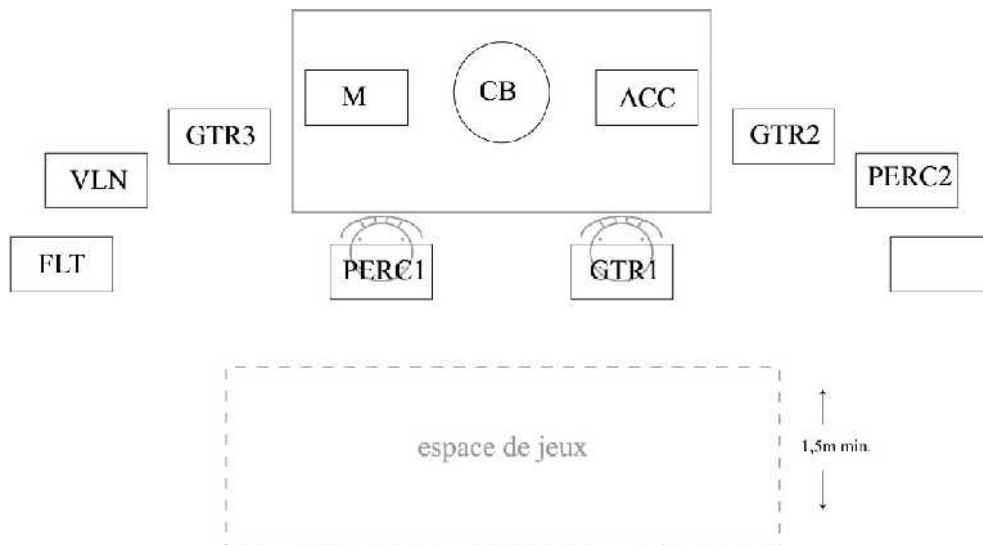 M
CB
ACC
GTR3
GTR2
VLN
PERC2
FLT
PERC1
GTR1
espace de jeux
1,5m min.